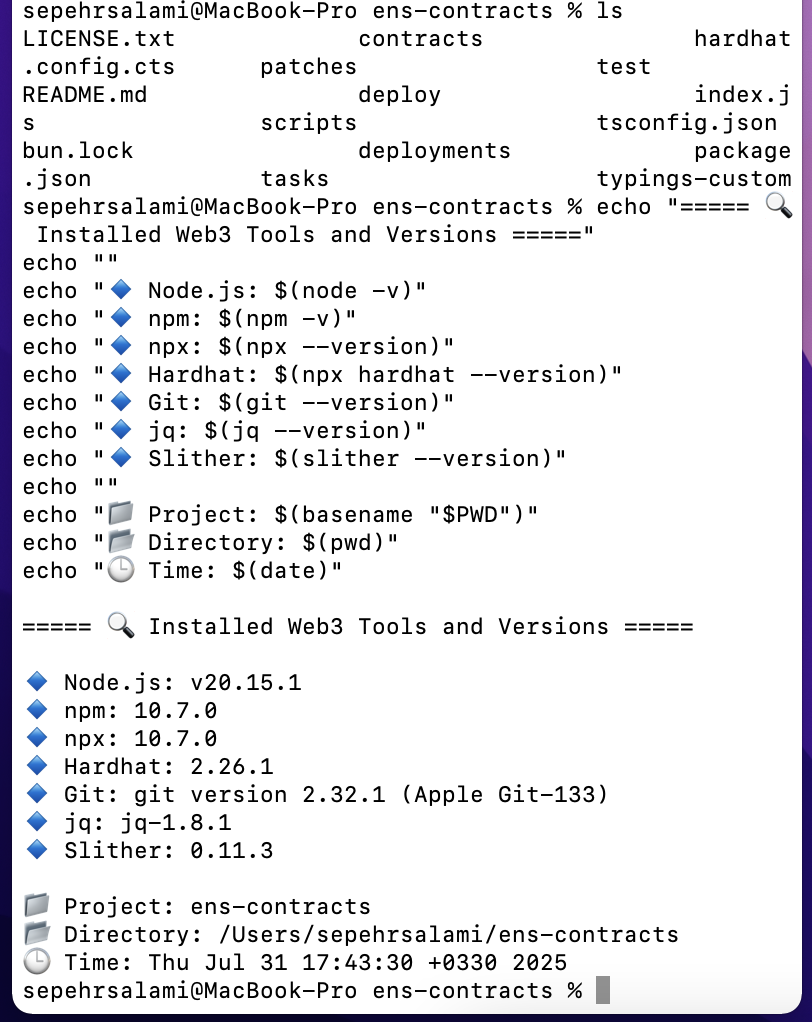 sepehrsalami@MacBook-Pro ens-contracts % ls
LICENSE.txt             contracts               hardhat
.config.cts      patches                 test
README.md               deploy                  index.j
s                scripts                 tsconfig.json
bun.lock                deployments             package
.json            tasks                   typings-custom
sepehrsalami@MacBook-Pro ens-contracts % echo "===== 🔍
 Installed Web3 Tools and Versions ====="
echo ""
echo "🔹 Node.js: $(node -v)"
echo "🔹 npm: $(npm -v)"
echo "🔹 npx: $(npx --version)"
echo "🔹 Hardhat: $(npx hardhat --version)"
echo "🔹 Git: $(git --version)"
echo "🔹 jq: $(jq --version)"
echo "🔹 Slither: $(slither --version)"
echo ""
echo "📁 Project: $(basename "$PWD")"
echo "📂 Directory: $(pwd)"
echo "🕒 Time: $(date)"

===== 🔍 Installed Web3 Tools and Versions =====

🔹 Node.js: v20.15.1
🔹 npm: 10.7.0
🔹 npx: 10.7.0
🔹 Hardhat: 2.26.1
🔹 Git: git version 2.32.1 (Apple Git-133)
🔹 jq: jq-1.8.1
🔹 Slither: 0.11.3

📁 Project: ens-contracts
📂 Directory: /Users/sepehrsalami/ens-contracts
🕒 Time: Thu Jul 31 17:43:30 +0330 2025
sepehrsalami@MacBook-Pro ens-contracts %